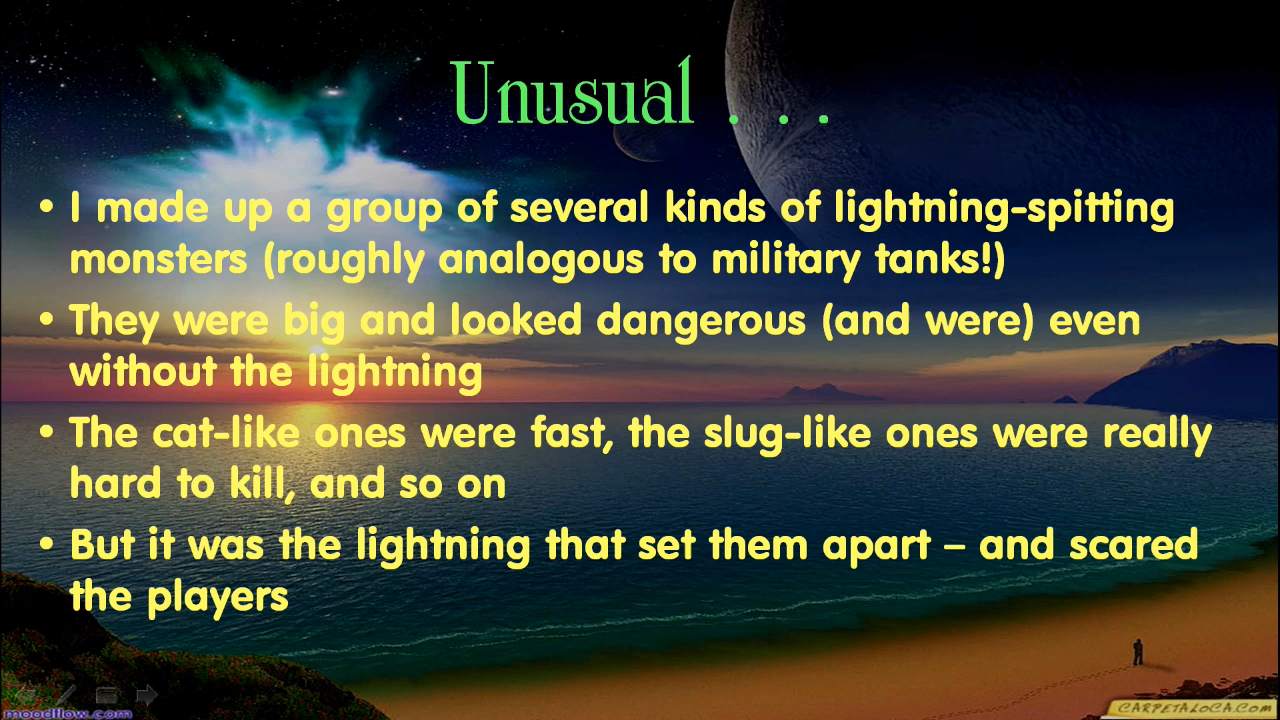 Unusual . . .
• I made up a group of several kinds of lightning-spitting
monsters (roughly analogous to military tanks!)
• They were big and looked dangerous (and were) even
without the lightning
• The cat-like ones were fast, the slug-like ones were really
hard to kill, and so on
• But it was the lightning that set them apart – and scared
the players
moodflow.com
CARPETALOCA.COM